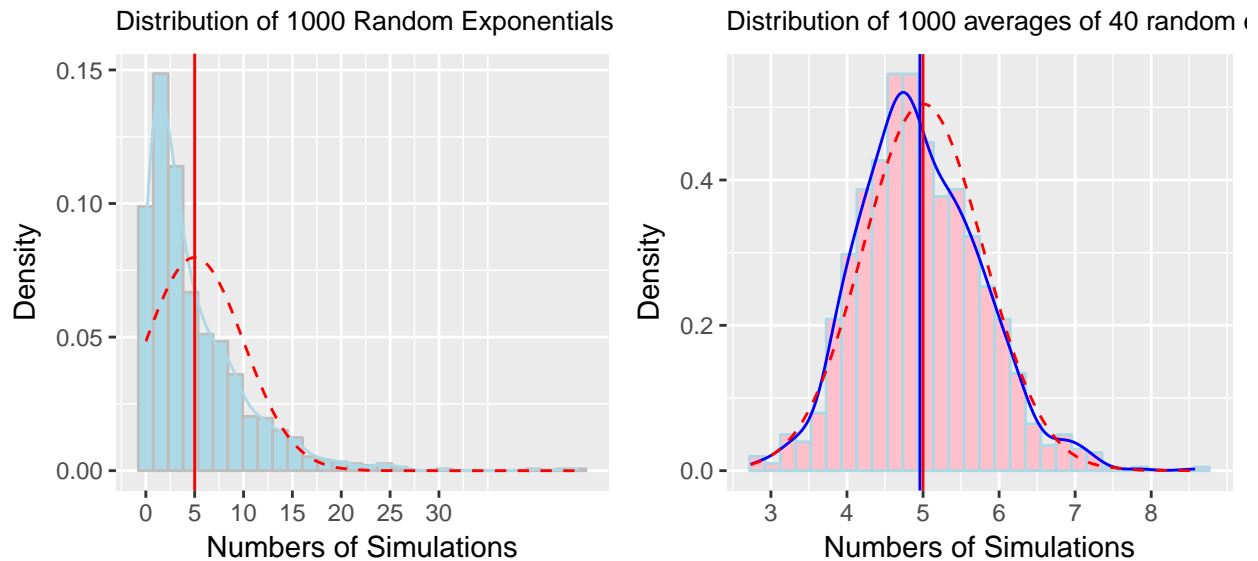 Distribution of 1000 Random Exponentials
Density
0.15
0.10
0.05
0.00
0 5 10 15 20 25 30
Numbers of Simulations
Distribution of 1000 averages of 40 random
Density
0.4
0.2
0.0
3 4 5 6 7 8
Numbers of Simulations